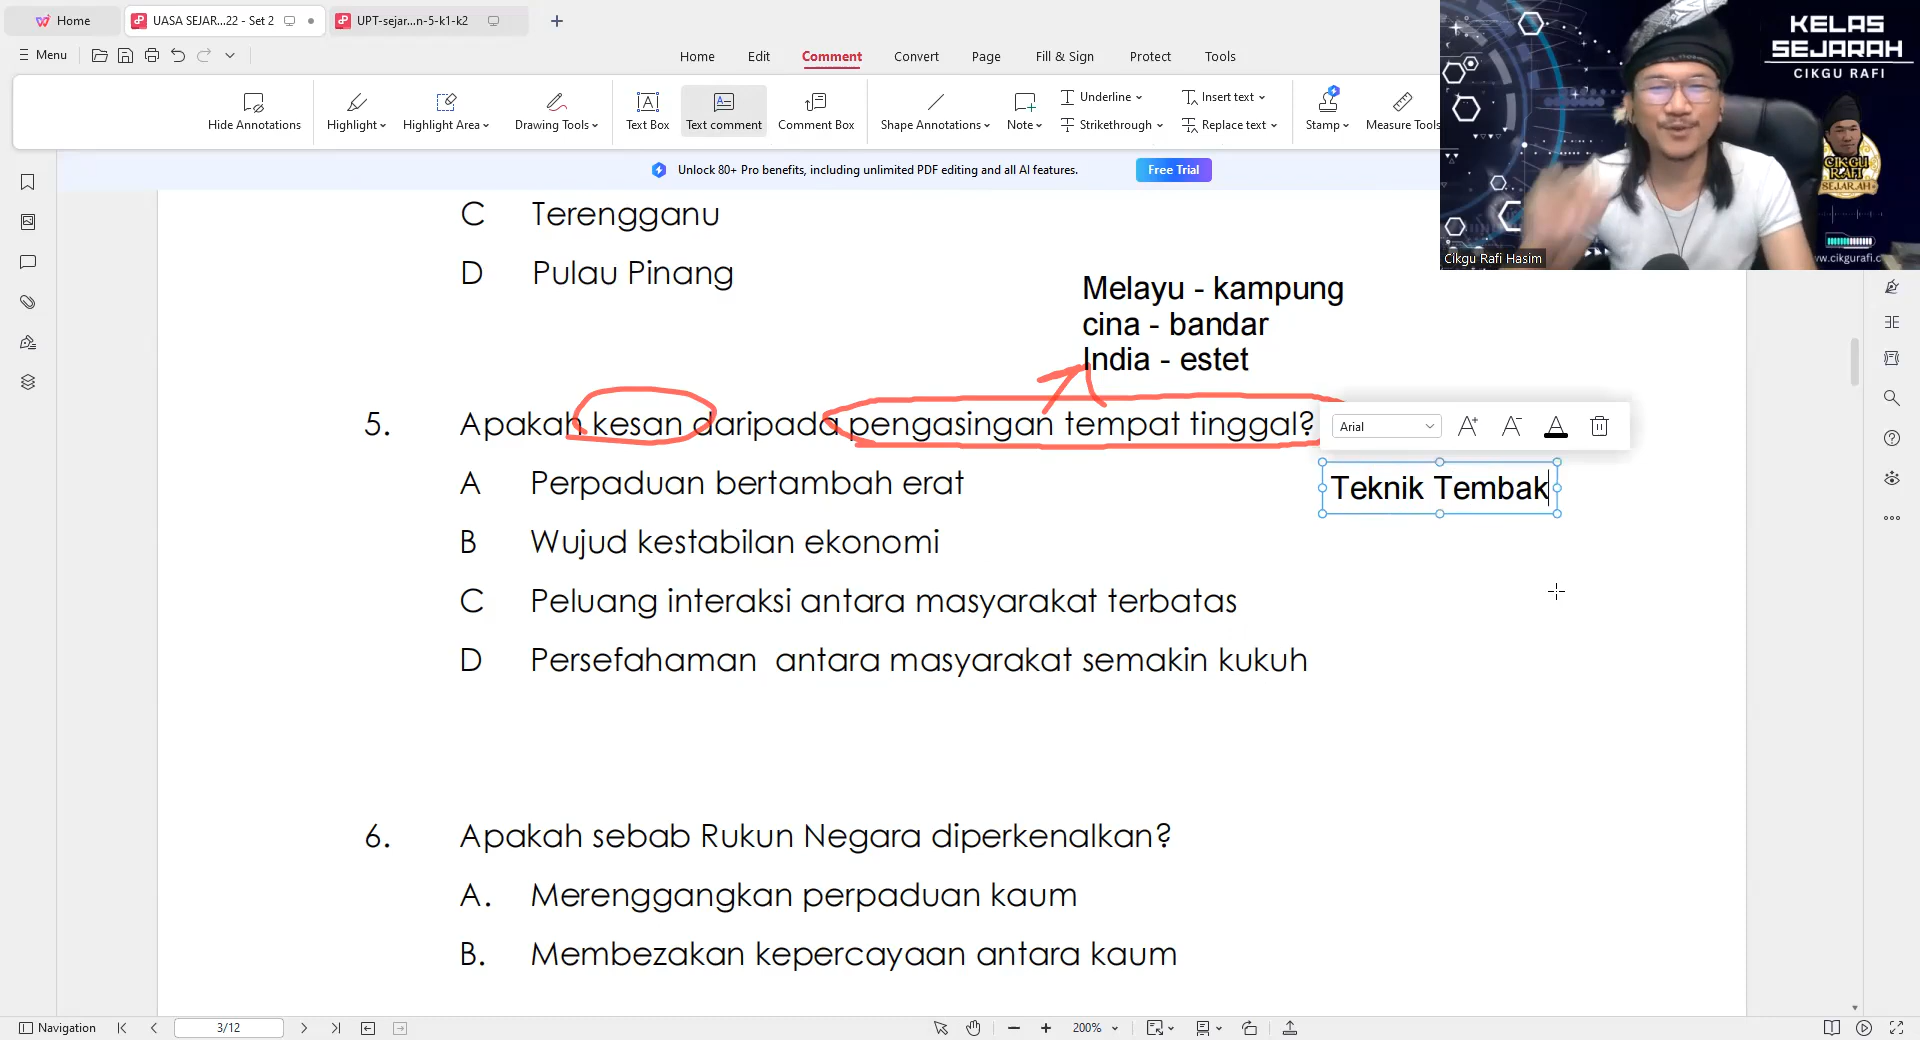 Home
UASA SEJAR...22 - Set 2
UPT-sejar...n-5-k1-k2
Menu
Home
Edit
Comment
Convert
Page
Fill & Sign
Protect
Tools
Hide Annotations
Highlight
Highlight Area
Drawing Tools
Text Box
Text comment
Comment Box
Shape Annotations
Note
Underline
Strikethrough
Insert text
Replace text
Stamp
Measure Tools
Unlock 80+ Pro benefits, including unlimited PDF editing and all AI features.
Free Trial
KELAS
SEJARAH
CIKGU RAFI
CIKGU
RAFI
SEJARAH
Cikgu Rafi Hasim
www.cikgurafi.c
C Terengganu
D Pulau Pinang
Melayu - kampung
cina - bandar
India - estet
5. Apakah kesan daripada pengasingan tempat tinggal?
Arial
A Perpaduan bertambah erat
Teknik Tembak
B Wujud kestabilan ekonomi
C Peluang interaksi antara masyarakat terbatas
D Persefahaman antara masyarakat semakin kukuh
6. Apakah sebab Rukun Negara diperkenalkan?
A. Merenggangkan perpaduan kaum
B. Membezakan kepercayaan antara kaum
Navigation
3/12
200%